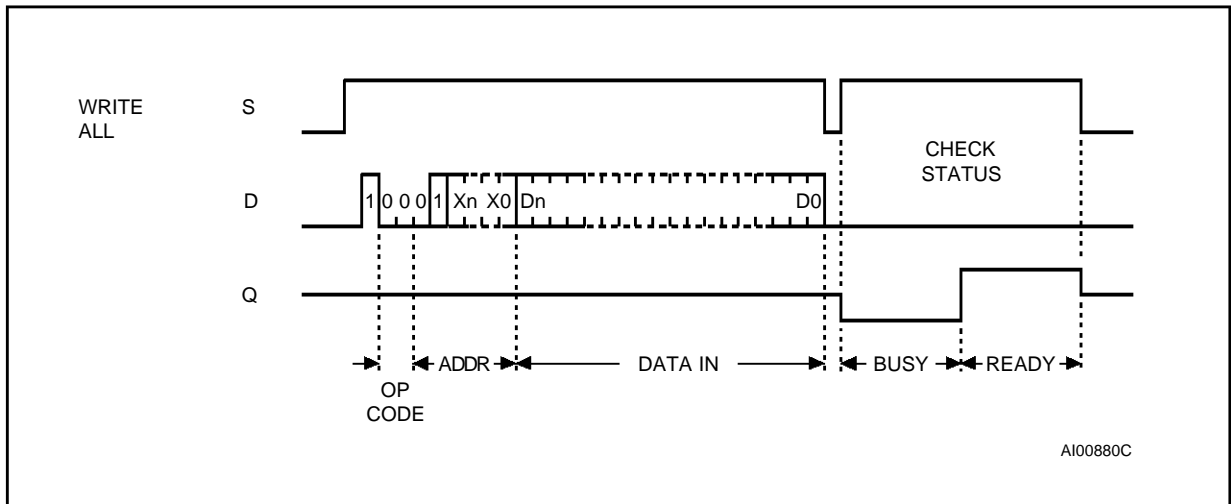 WRITE
ALL
S
CHECK
STATUS
D
1 0 0 0 1 Xn X0 Dn D0
Q
ADDR DATA IN BUSY READY
OP
CODE
AI00880C